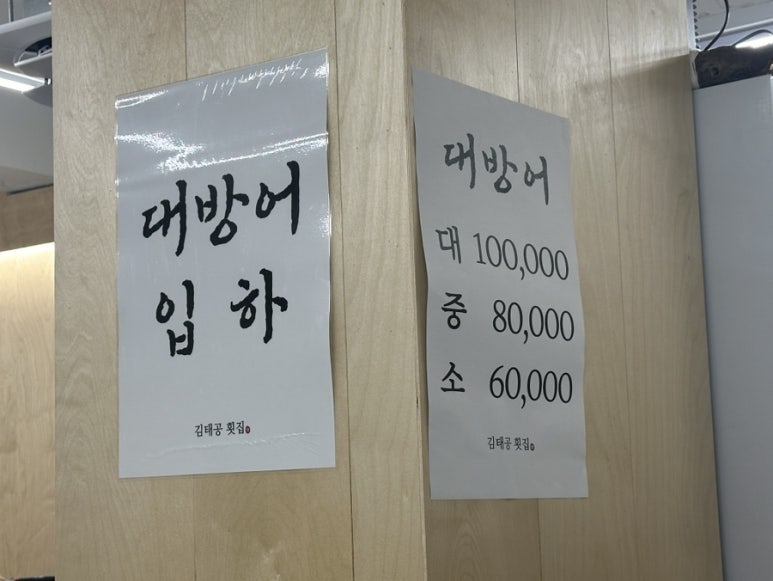 대방어
입하
김태공 횟집
대방어
대 100,000
중 80,000
소 60,000
김태공 횟집